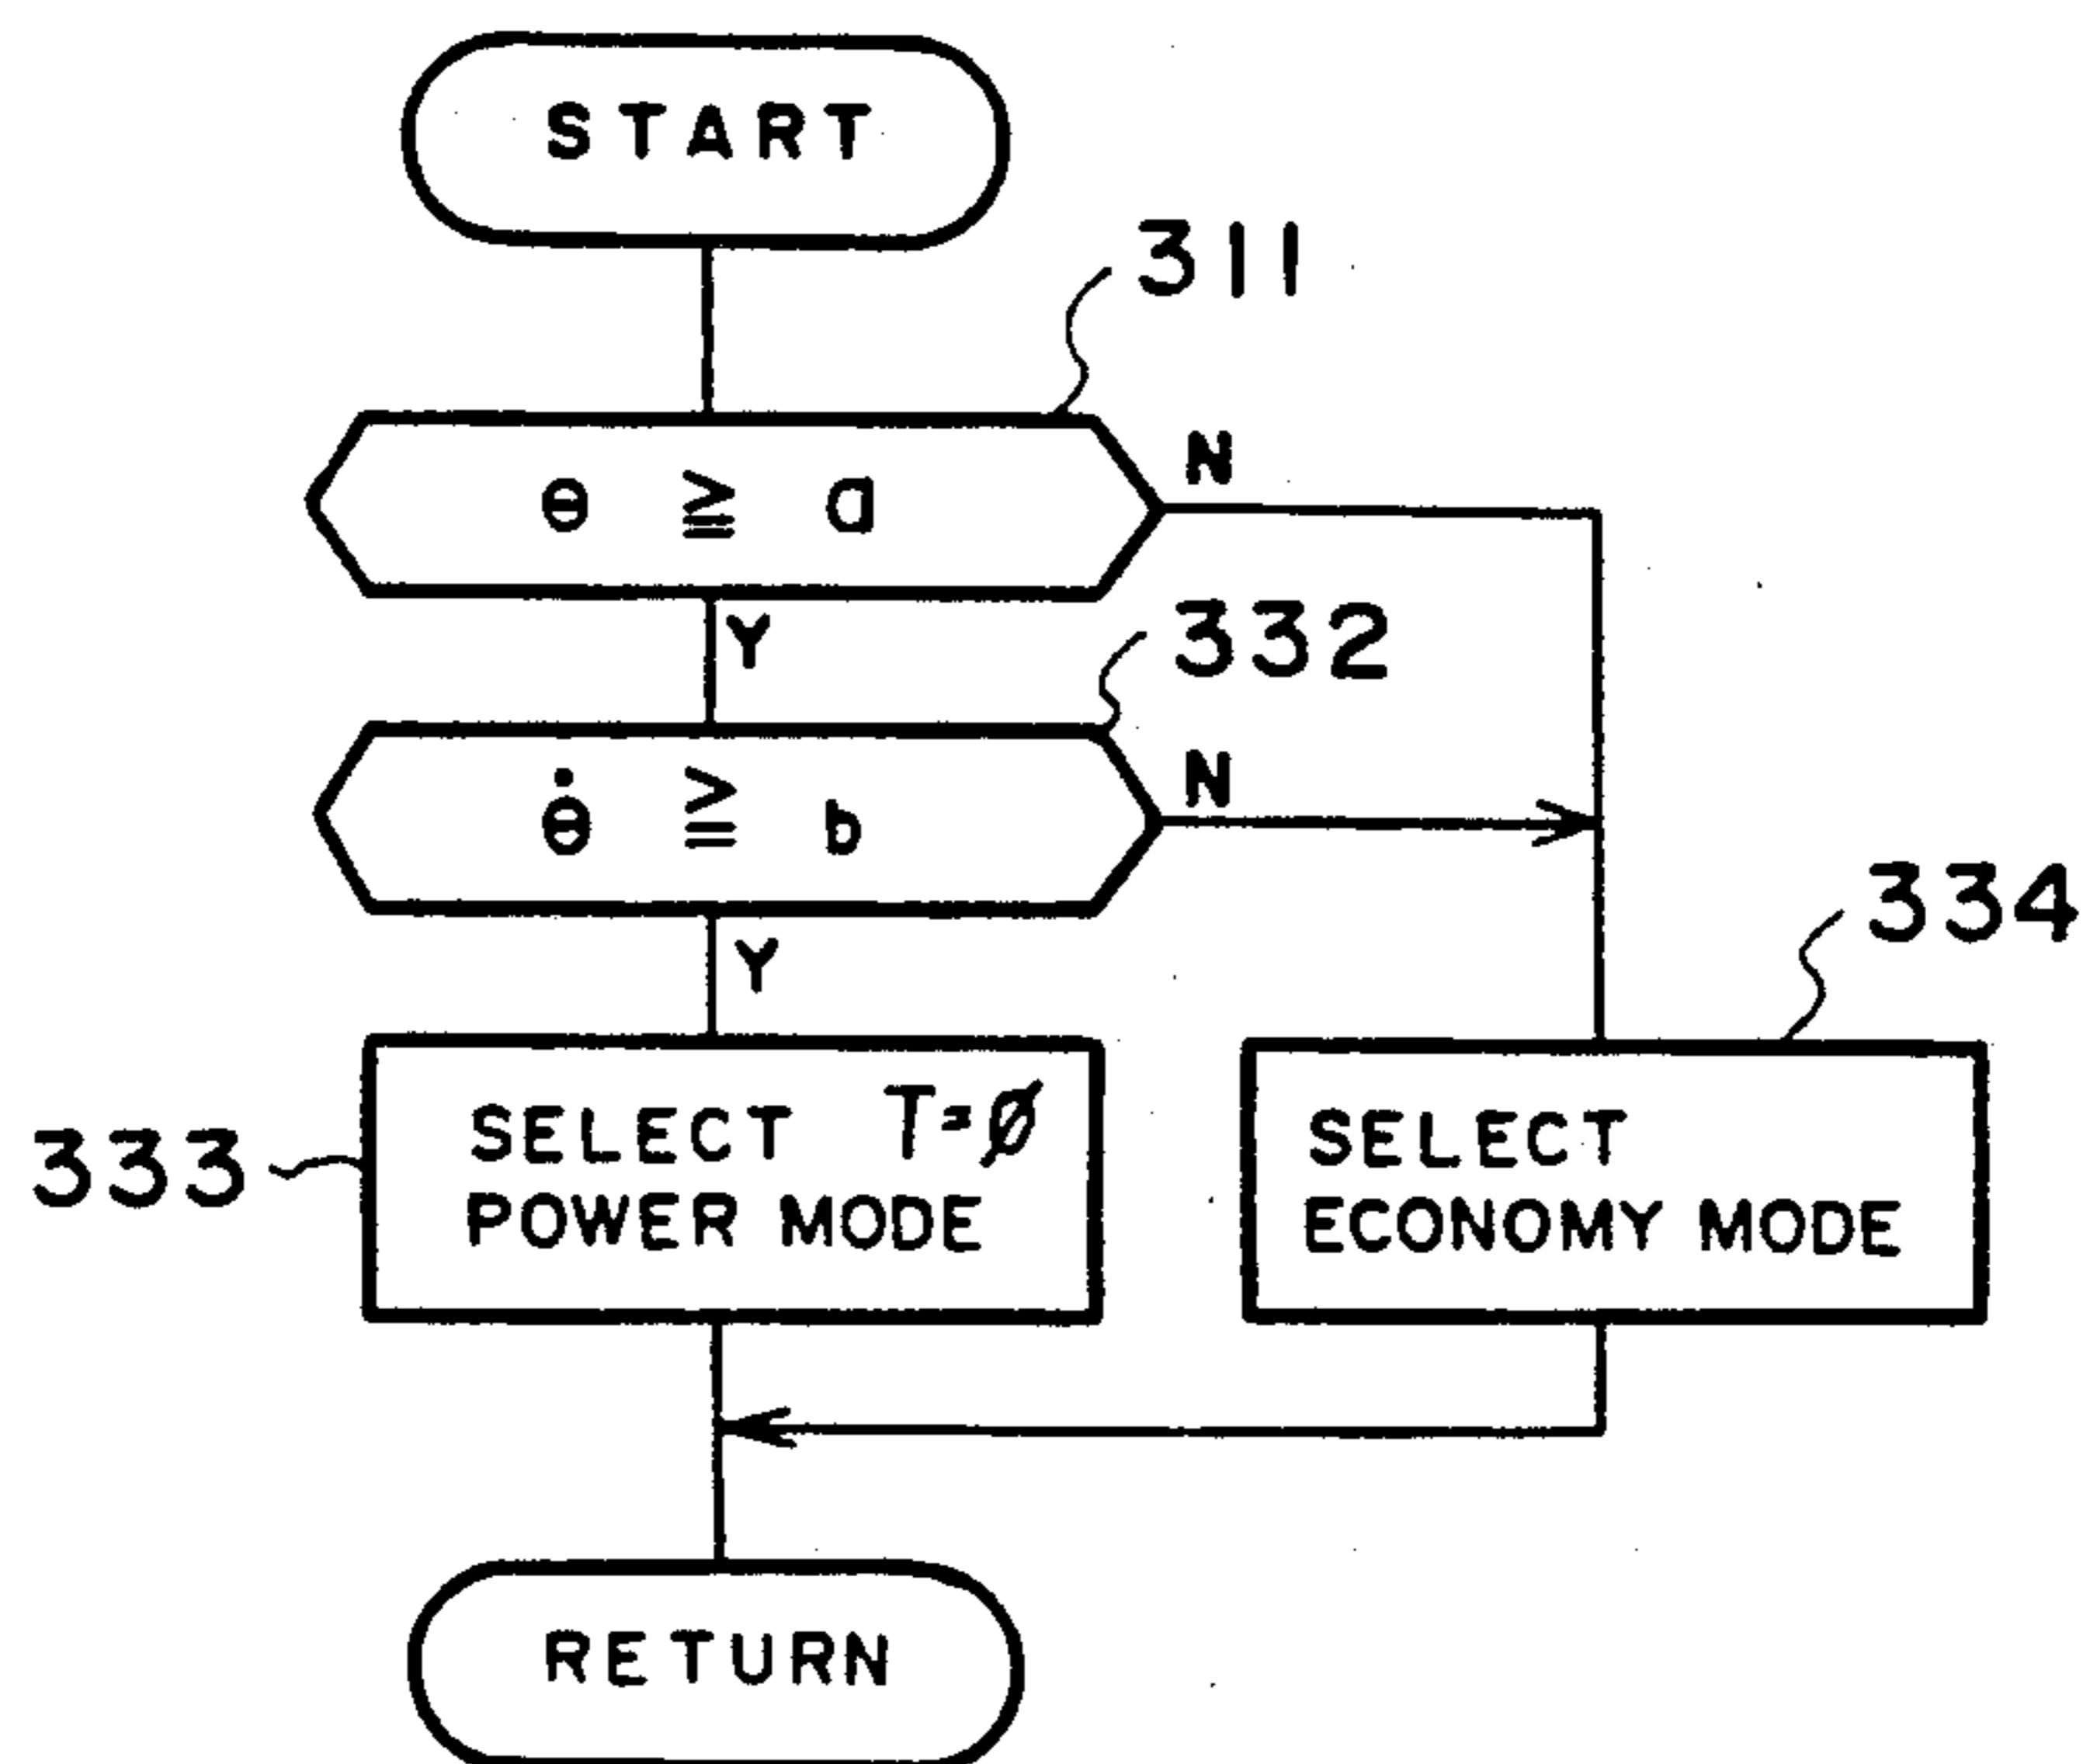 START
311
θ ≧ a
N
Y
332
θ̇ ≧ b
N
Y
334
333
SELECT T=Ø
POWER MODE
SELECT
ECONOMY MODE
RETURN